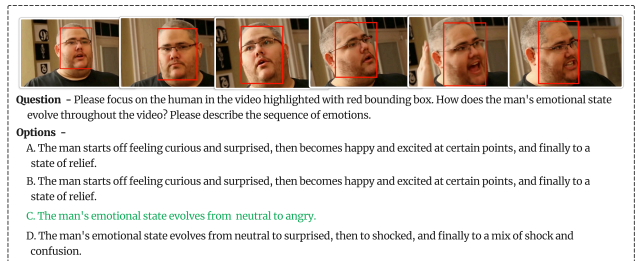 Question - Please focus on the human in the video highlighted with red bounding box. How does the man's emotional state
evolve throughout the video? Please describe the sequence of emotions.
Options -
A. The man starts off feeling curious and surprised, then becomes happy and excited at certain points, and finally to a
state of relief.
B. The man starts off feeling curious and surprised, then becomes happy and excited at certain points, and finally to a
state of relief.
C. The man's emotional state evolves from neutral to angry.
D. The man's emotional state evolves from neutral to surprised, then to shocked, and finally to a mix of shock and
confusion.